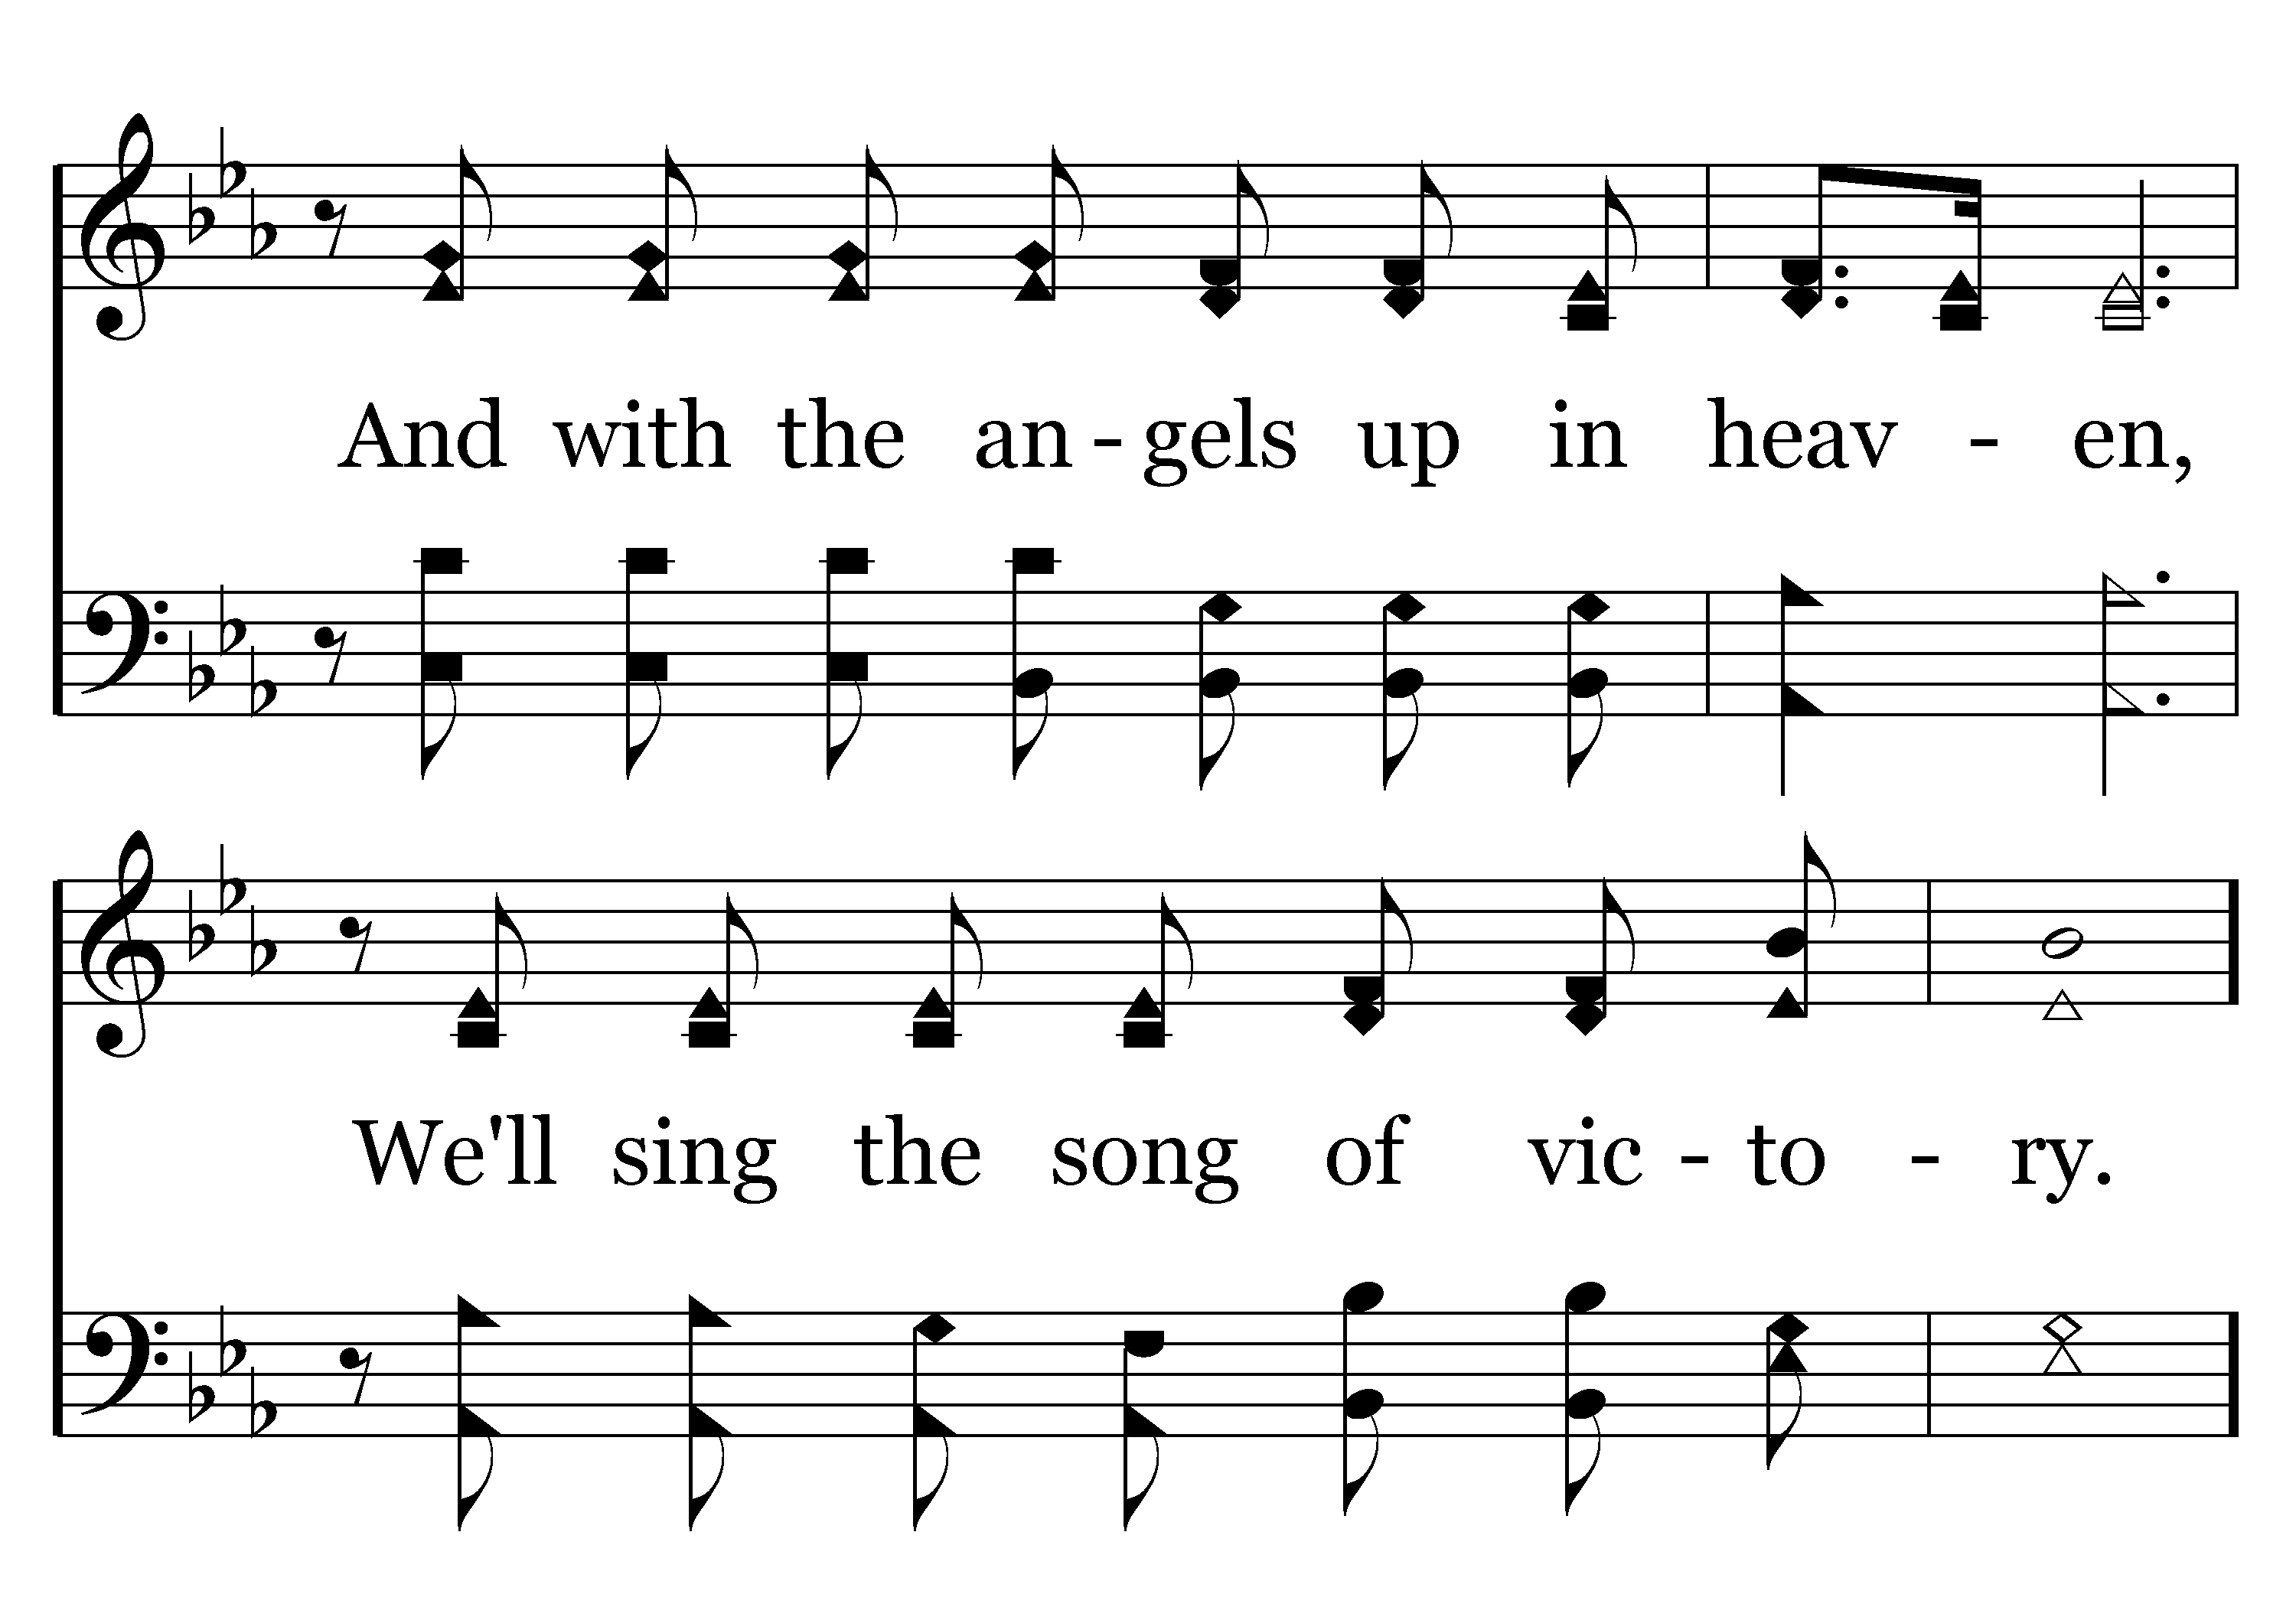 And with the an - gels up in heav - en,
We'll sing the song of vic - to - ry.